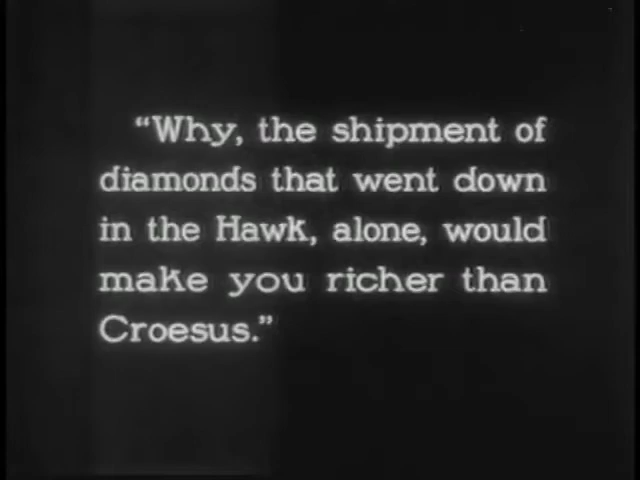 “Why, the shipment of
diamonds that went down
in the Hawk, alone, would
make you richer than
Croesus.”